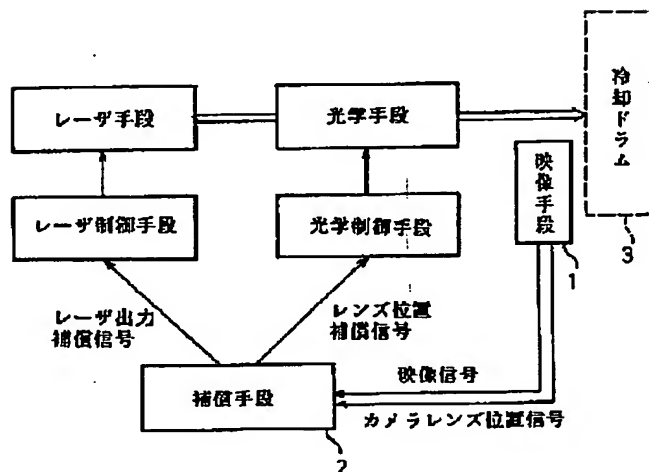 レーザ手段
光学手段
冷却ドラム
映像手段
レーザ制御手段
光学制御手段
3
1
レーザ出力
補償信号
レンズ位置
補償信号
映像信号
補償手段
カメラレンズ位置信号
2